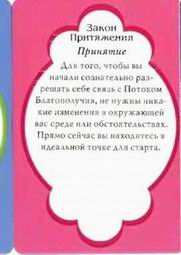 Закон
Притяжения
Принятие
Для того, чтобы вы
начали сознательно раз-
решать себе связь с Потоком
Благополучия, не нужны ника-
кие изменения в окружающей
вас среде или обстоятельствах.
Прямо сейчас вы находитесь в
идеальной точке для старта.